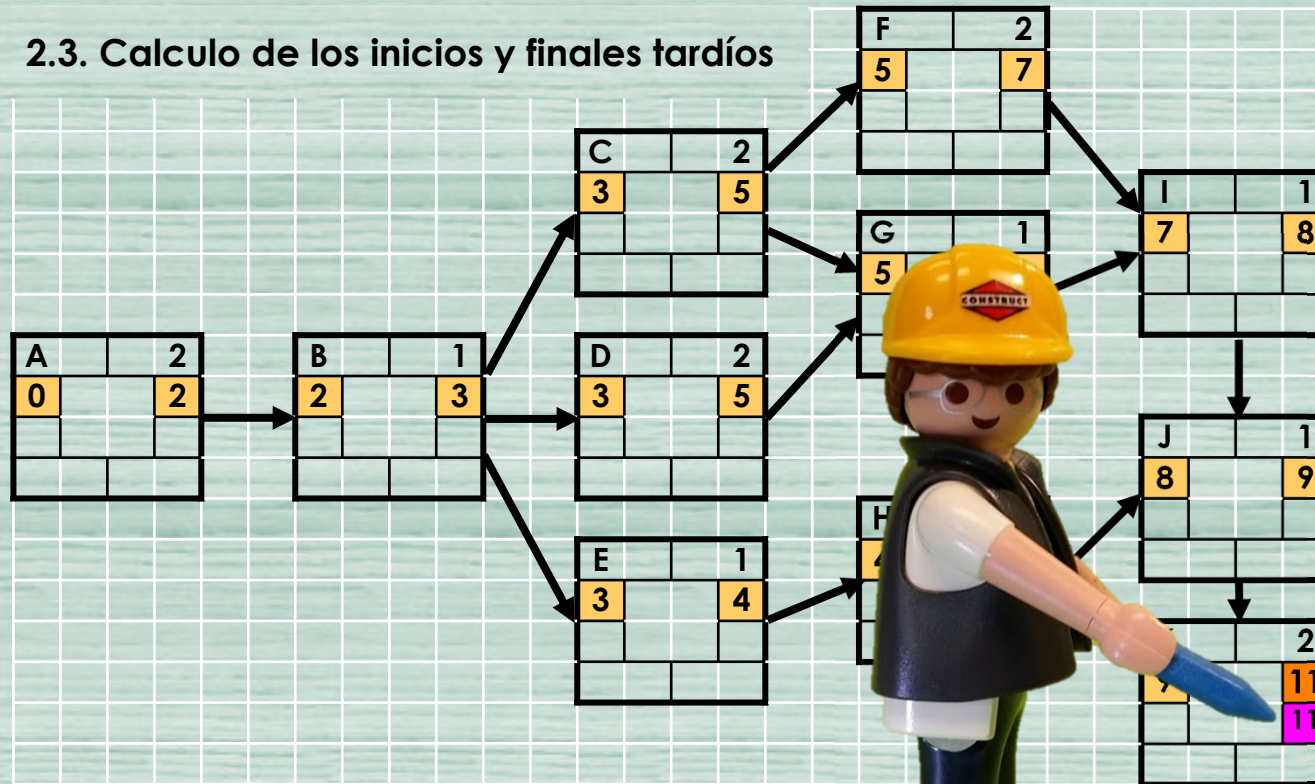 2.3. Calculo de los inicios y finales tardíos
F 2
5 7
C 2
3 5
I 1
7 8
G 1
5
CONSTRUCT
A 2
0 2
B 1
2 3
D 2
3 5
J 1
8 9
H
E 1
3 4
2
11
11